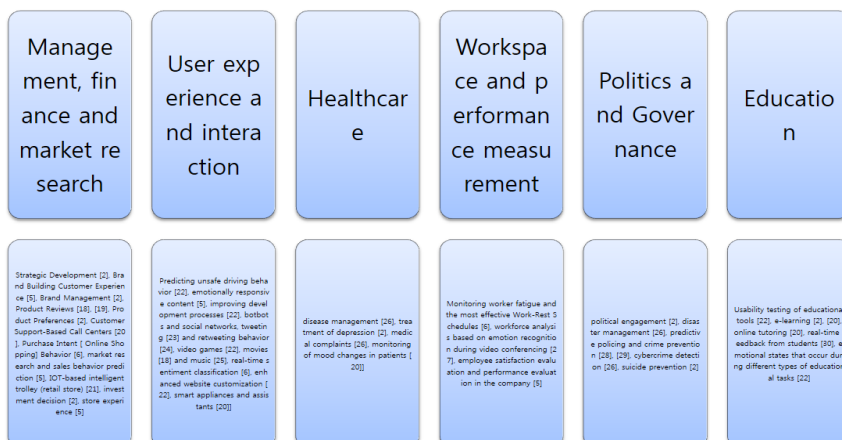 Manage
ment, fin
ance and
market re
search
User exp
erience a
nd intera
ction
Healthcar
e
Workspa
ce and p
erforman
ce measu
rement
Politics a
nd Gover
nance
Educatio
n
Strategic Development [2], Bra
nd Building Customer Experien
ce [5], Brand Management [2],
Product Reviews [18], [19], Pro
duct Preferences [2], Customer
Support-Based Call Centers [20
], Purchase Intent [ Online Sho
pping] Behavior [6], market res
earch and sales behavior predic
tion [5], IOT-based intelligent
trolley (retail store) [21], invest
ment decision [2], store experi
ence [5]
Predicting unsafe driving beha
vior [22], emotionally responsiv
e content [5], improving devel
opment processes [22], botbot
s and social networks, tweetin
g [23] and retweeting behavior
[24], video games [22], movies
[18] and music [25], real-time s
entiment classification [6], enh
anced website customization [
22], smart appliances and assis
tants [20]]
disease management [26], trea
tment of depression [2], medic
al complaints [26], monitoring
of mood changes in patients [
20]]
Monitoring worker fatigue and
the most effective Work-Rest S
chedules [6], workforce analysi
s based on emotion recognitio
n during video conferencing [2
7], employee satisfaction evalu
ation and performance evaluat
ion in the company [5]
political engagement [2], disas
ter management [26], predictiv
e policing and crime preventio
n [28], [29], cybercrime detecti
on [26], suicide prevention [2]
Usability testing of educational
tools [22], e-learning [2], [20],
online tutoring [20], real-time f
eedback from students [30], e
motional states that occur duri
ng different types of education
al tasks [22]